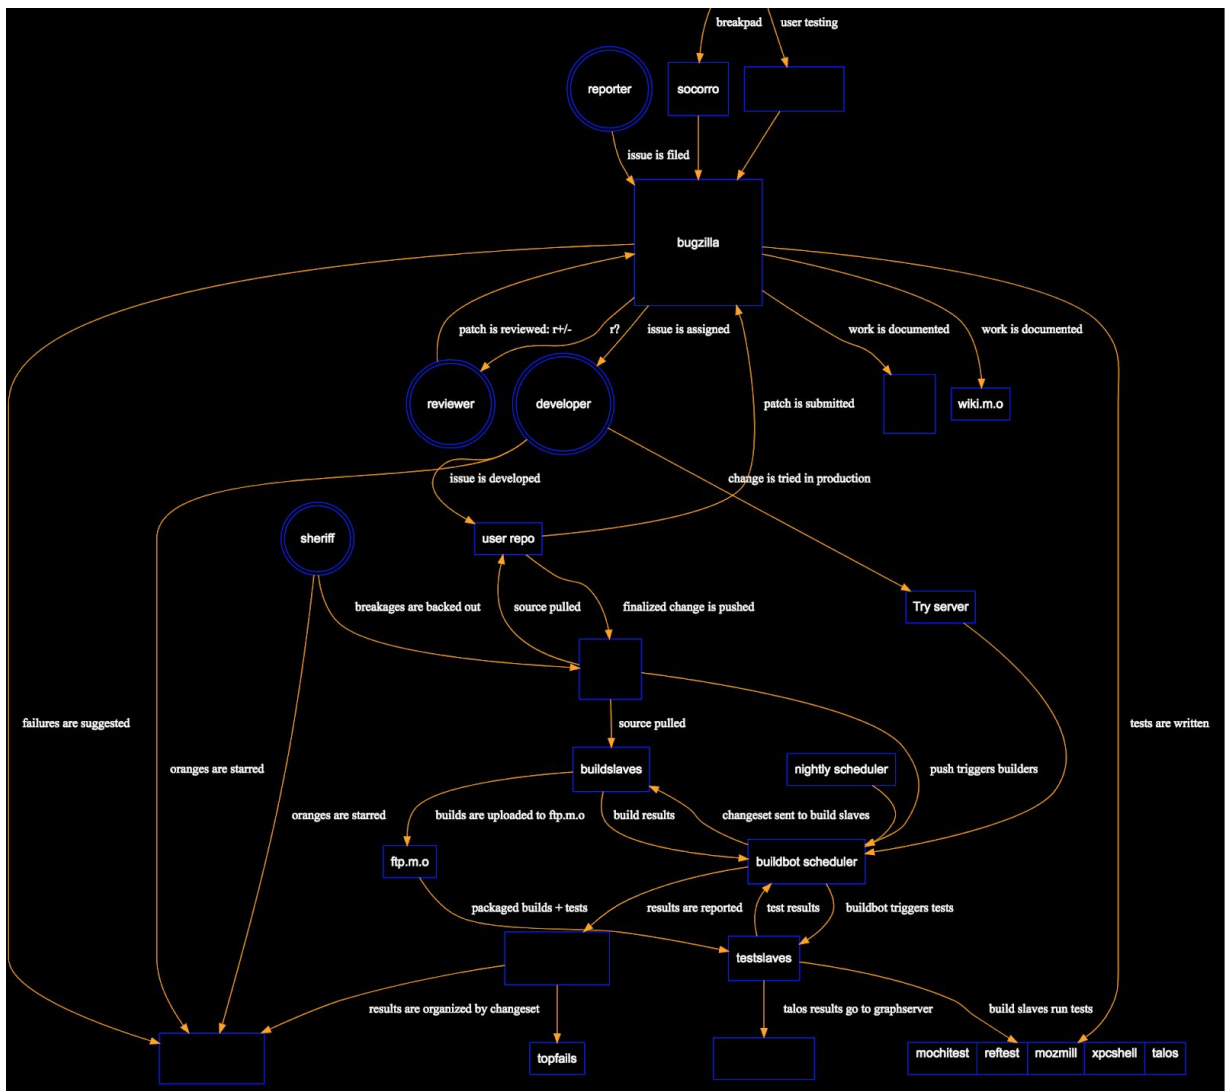 breakpad
user testing
reporter
socorro
issue is filed
bugzilla
patch is reviewed: r+/-
r?
issue is assigned
work is documented
work is documented
reviewer
developer
patch is submitted
wiki.m.o
issue is developed
change is tried in production
sheriff
user repo
breakages are backed out
source pulled
finalized change is pushed
Try server
failures are suggested
source pulled
tests are written
oranges are starred
buildslaves
nightly scheduler
push triggers builders
oranges are starred
builds are uploaded to ftp.m.o
build results
changeset sent to build slaves
ftp.m.o
buildbot scheduler
packaged builds + tests
results are reported
test results
buildbot triggers tests
testslaves
results are organized by changeset
talos results go to graphserver
build slaves run tests
topfails
mochitest
reftest
mozmill
xpcshell
talos